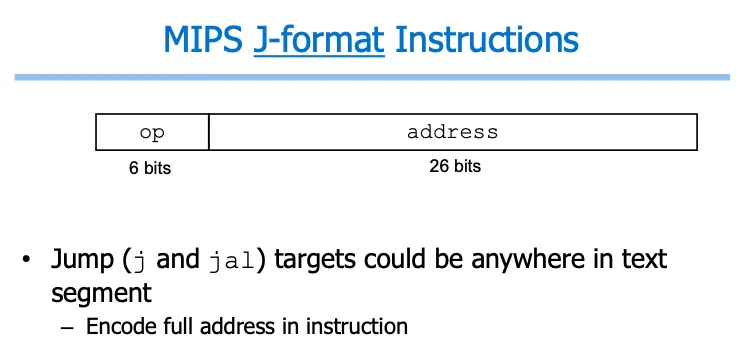 MIPS J-format Instructions
op address
6 bits 26 bits
• Jump (j and jal) targets could be anywhere in text
segment
– Encode full address in instruction